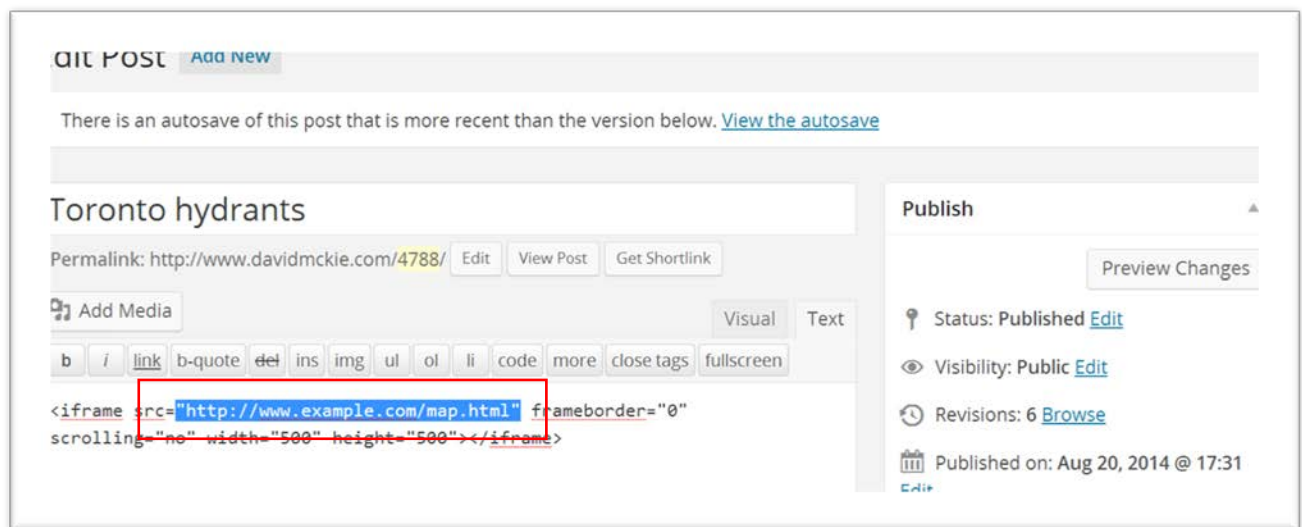 dit Post Add New
There is an autosave of this post that is more recent than the version below. View the autosave
Toronto hydrants
Permalink: http://www.davidmckie.com/4788/ Edit View Post Get Shortlink
Add Media
Visual Text
b i link b-quote del ins img ul ol li code more close tags fullscreen
<iframe src="http://www.example.com/map.html" frameborder="0"
scrolling="no" width="500" height="500"></iframe>
Publish
Preview Changes
Status: Published Edit
Visibility: Public Edit
Revisions: 6 Browse
Published on: Aug 20, 2014 @ 17:31
Edit